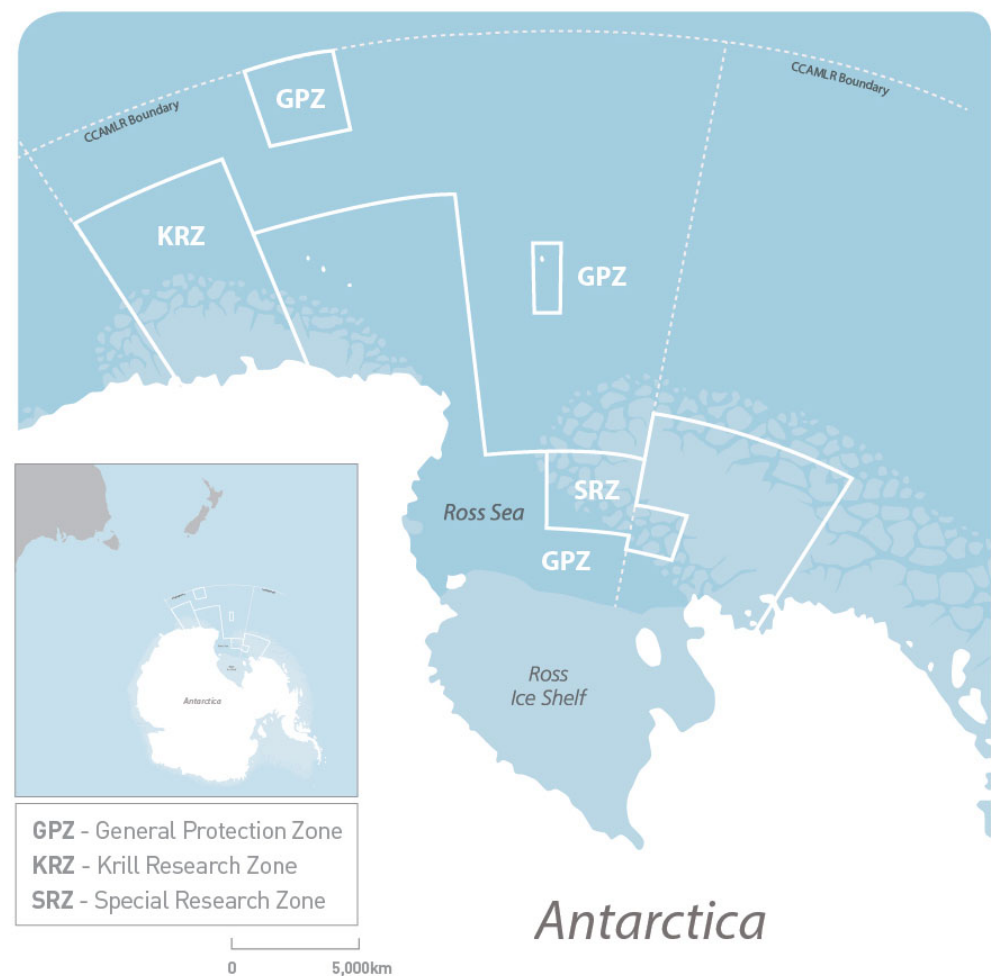 GPZ
CCAMLR Boundary
CCAMLR Boundary
KRZ
GPZ
SRZ
Ross Sea
GPZ
Ross
Ice Shelf
Antarctica
GPZ - General Protection Zone
KRZ - Krill Research Zone
SRZ - Special Research Zone
Antarctica
0 5,000km